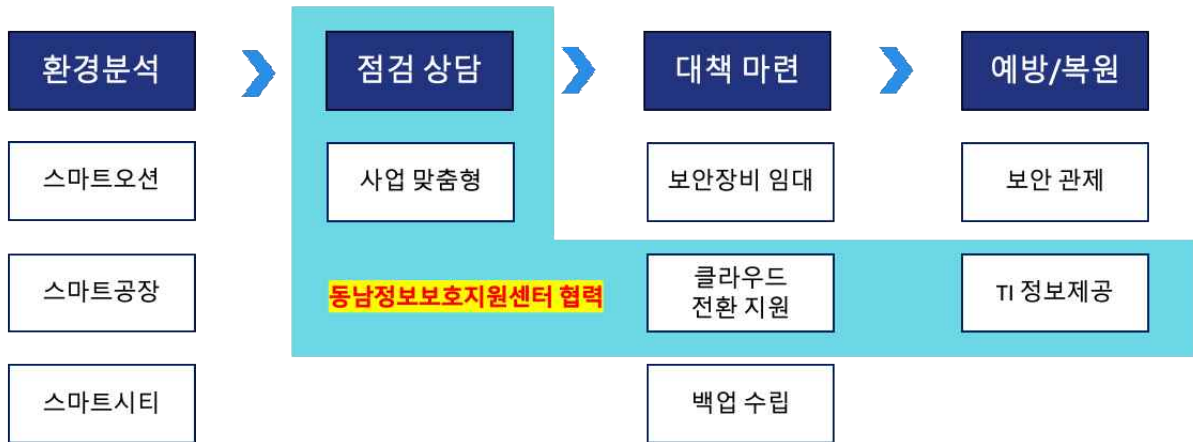 환경분석
점검 상담
대책 마련
예방/복원
스마트오션
사업 맞춤형
보안장비 임대
보안 관제
스마트공장
동남정보보호지원센터 협력
클라우드
전환 지원
TI 정보제공
스마트시티
백업 수립